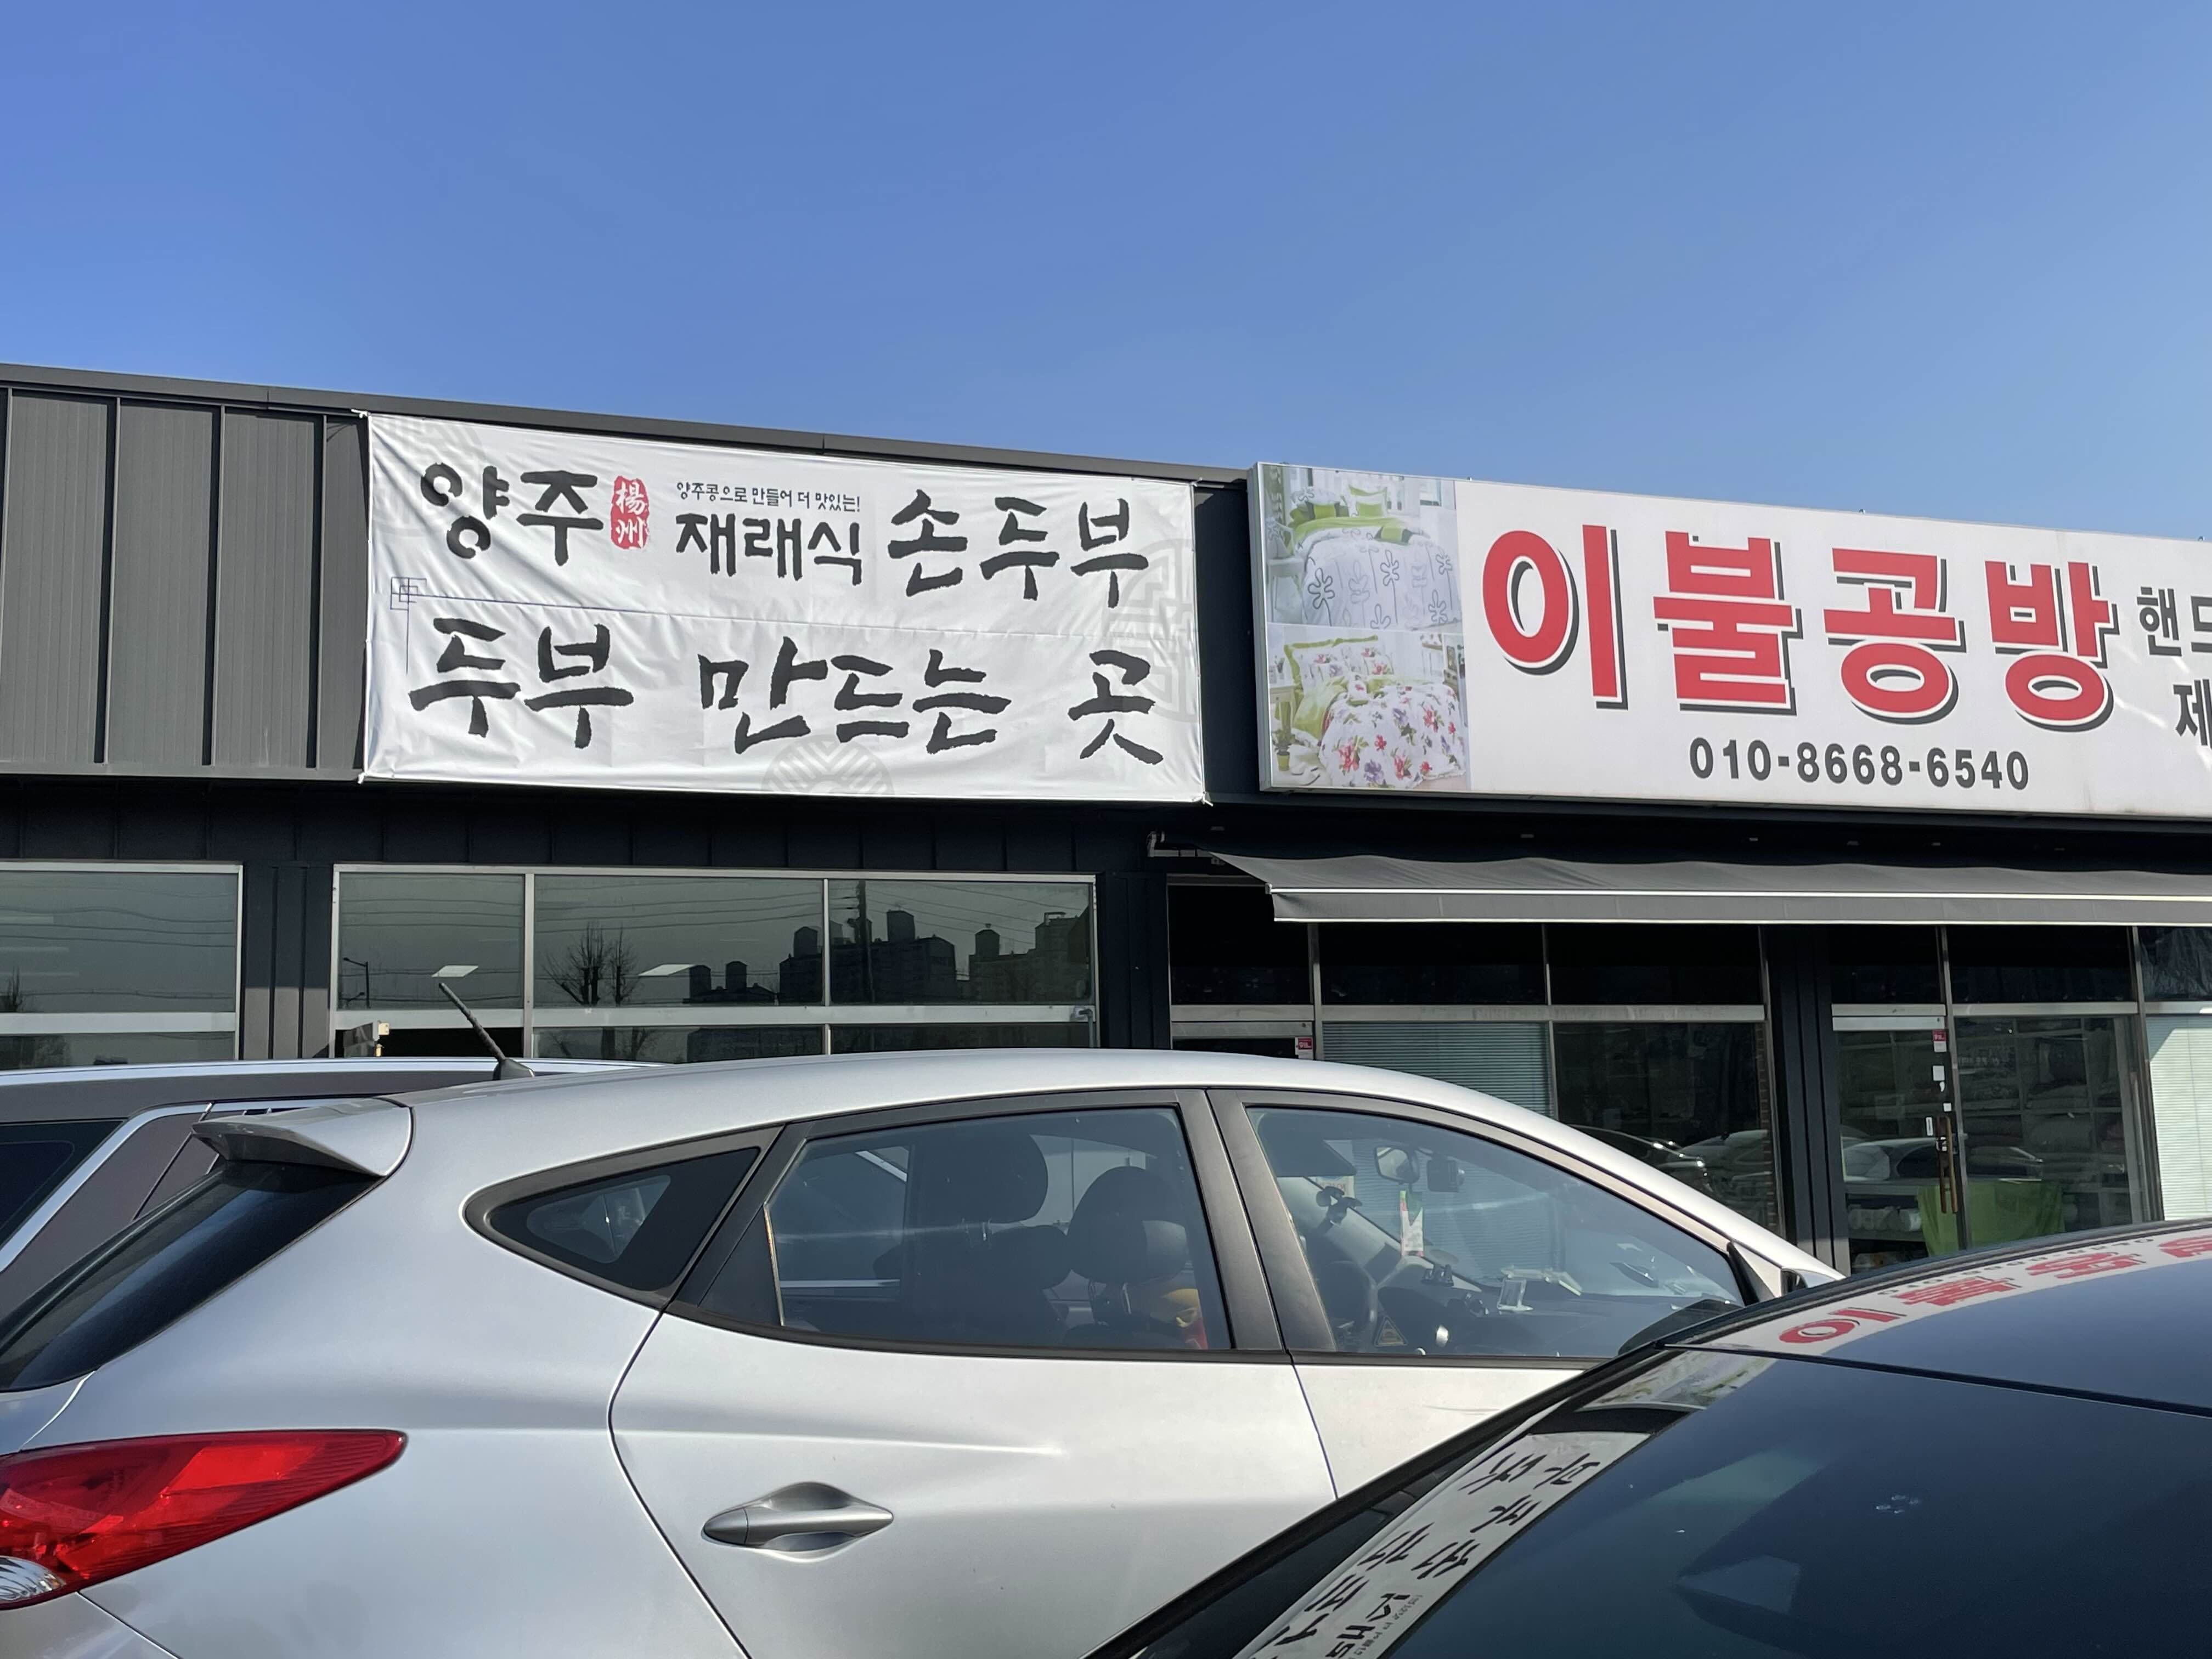 양주 楊州 양주콩으로 만들어 더 맛있는!
재래식 손두부
두부 만드는 곳
이불공방
010-8668-6540